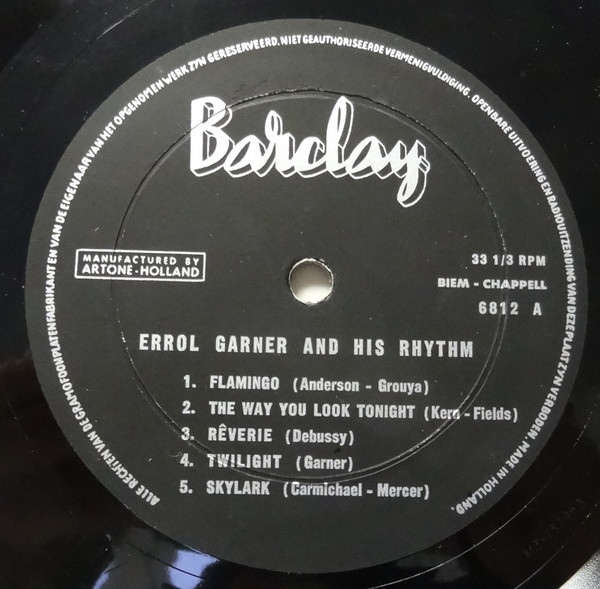 ALLE RECHTEN VAN DE GRAMOFOONPLATENFABRIKANT EN VAN DE EIGENAAR VAN HET OPGENOMEN WERK ZYN GERESERVEERD. NIET GEAUTHORISEERDE VERMENIGVULDIGING, OPENBARE UITVOERING EN RADIOUITZENDING VAN DEZE PLAAT ZYN VERBODEN. MADE IN HOLLAND.
Barclay
MANUFACTURED BY
ARTONE-HOLLAND
33 1/3 RPM
BIEM - CHAPPELL
6812 A
ERROL GARNER AND HIS RHYTHM
1. FLAMINGO (Anderson - Grouya)
2. THE WAY YOU LOOK TONIGHT (Kern - Fields)
3. RÊVERIE (Debussy)
4. TWILIGHT (Garner)
5. SKYLARK (Carmichael - Mercer)